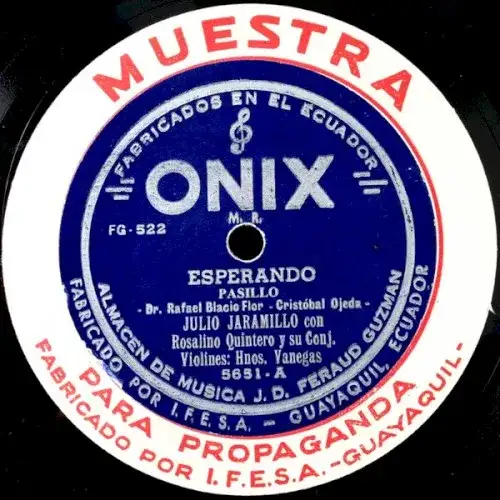 MUESTRA
FABRICADOS EN EL ECUADOR
ONIX
M. R.
FG-522
ESPERANDO
PASILLO
- Dr. Rafael Blacio Flor - Cristóbal Ojeda -
JULIO JARAMILLO con
Rosalino Quintero y su Conj.
Violines: Hnos. Vanegas
5651-A
ALMACEN DE MUSICA J. D. FERAUD GUZMAN
FABRICADO POR I.F.E.S.A. - GUAYAQUIL, ECUADOR
PARA PROPAGANDA
FABRICADO POR I.F.E.S.A.-GUAYAQUIL-